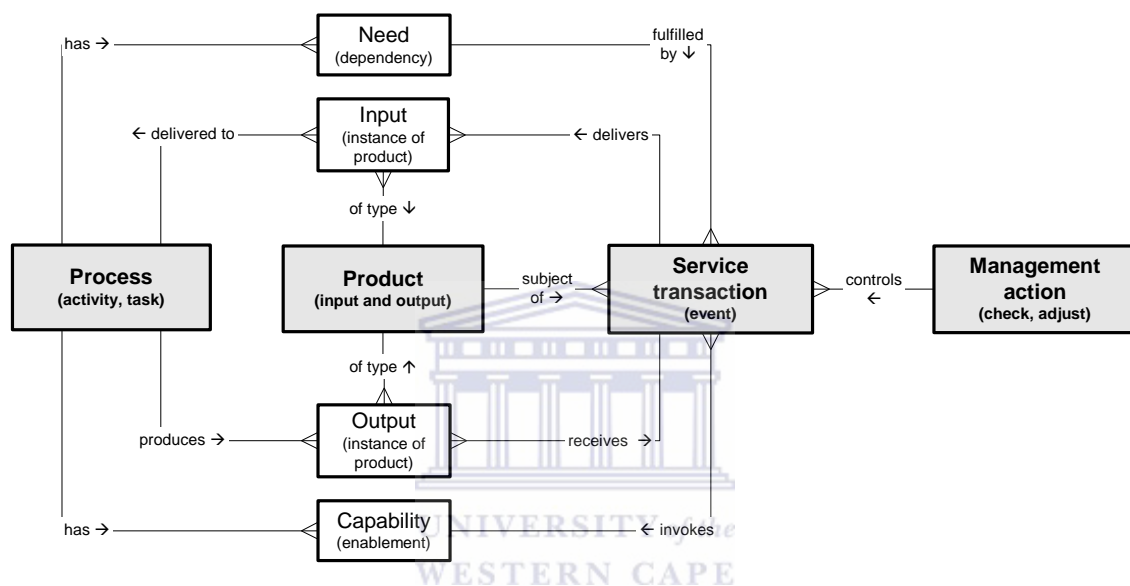 has →
Need
(dependency)
fulfilled
by ↓
← delivered to
Input
(instance of
product)
← delivers
of type ↓
Process
(activity, task)
Product
(input and output)
subject
of →
Service
transaction
(event)
controls
←
Management
action
(check, adjust)
of type ↑
produces →
Output
(instance of
product)
receives →
has →
Capability
(enablement)
← invokes
UNIVERSITY of the
WESTERN CAPE